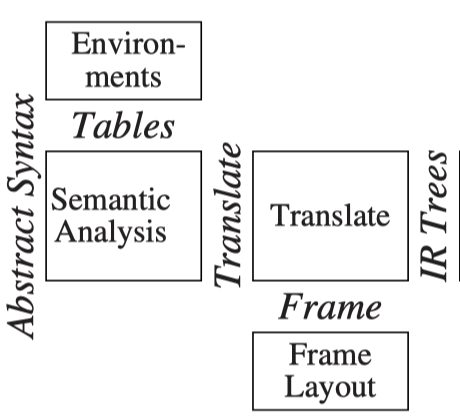 Environ-
ments
Tables
Abstract Syntax
Semantic
Analysis
Translate
Translate
IR Trees
Frame
Frame
Layout